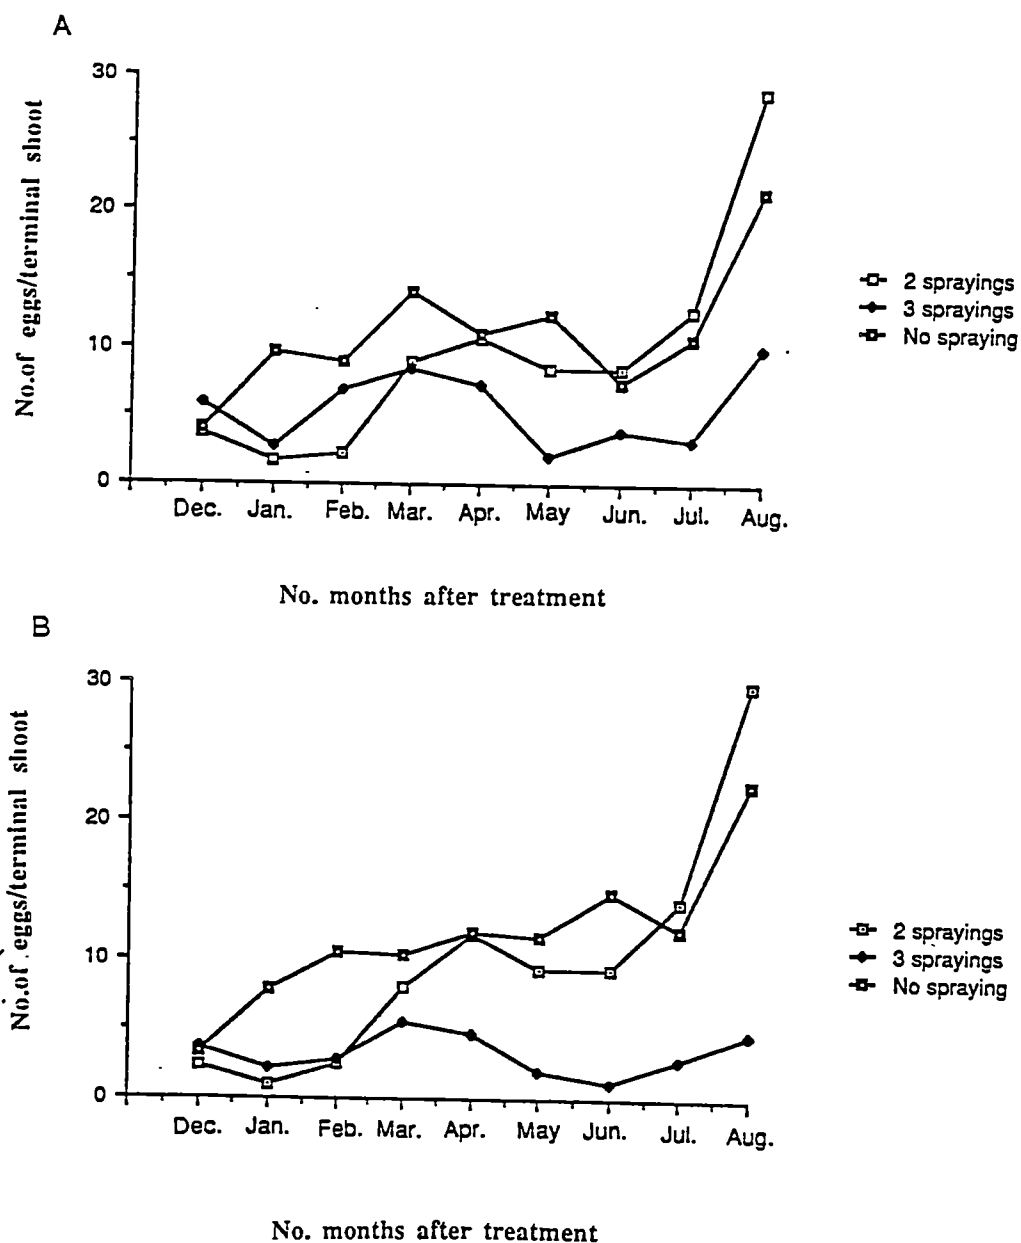 A
30
20
10
0
No.of eggs/terminal shoot
Dec. Jan. Feb. Mar. Apr. May Jun. Jul. Aug.
No. months after treatment
2 sprayings
3 sprayings
No spraying
B
30
20
10
0
No.of eggs/terminal shoot
Dec. Jan. Feb. Mar. Apr. May Jun. Jul. Aug.
No. months after treatment
2 sprayings
3 sprayings
No spraying